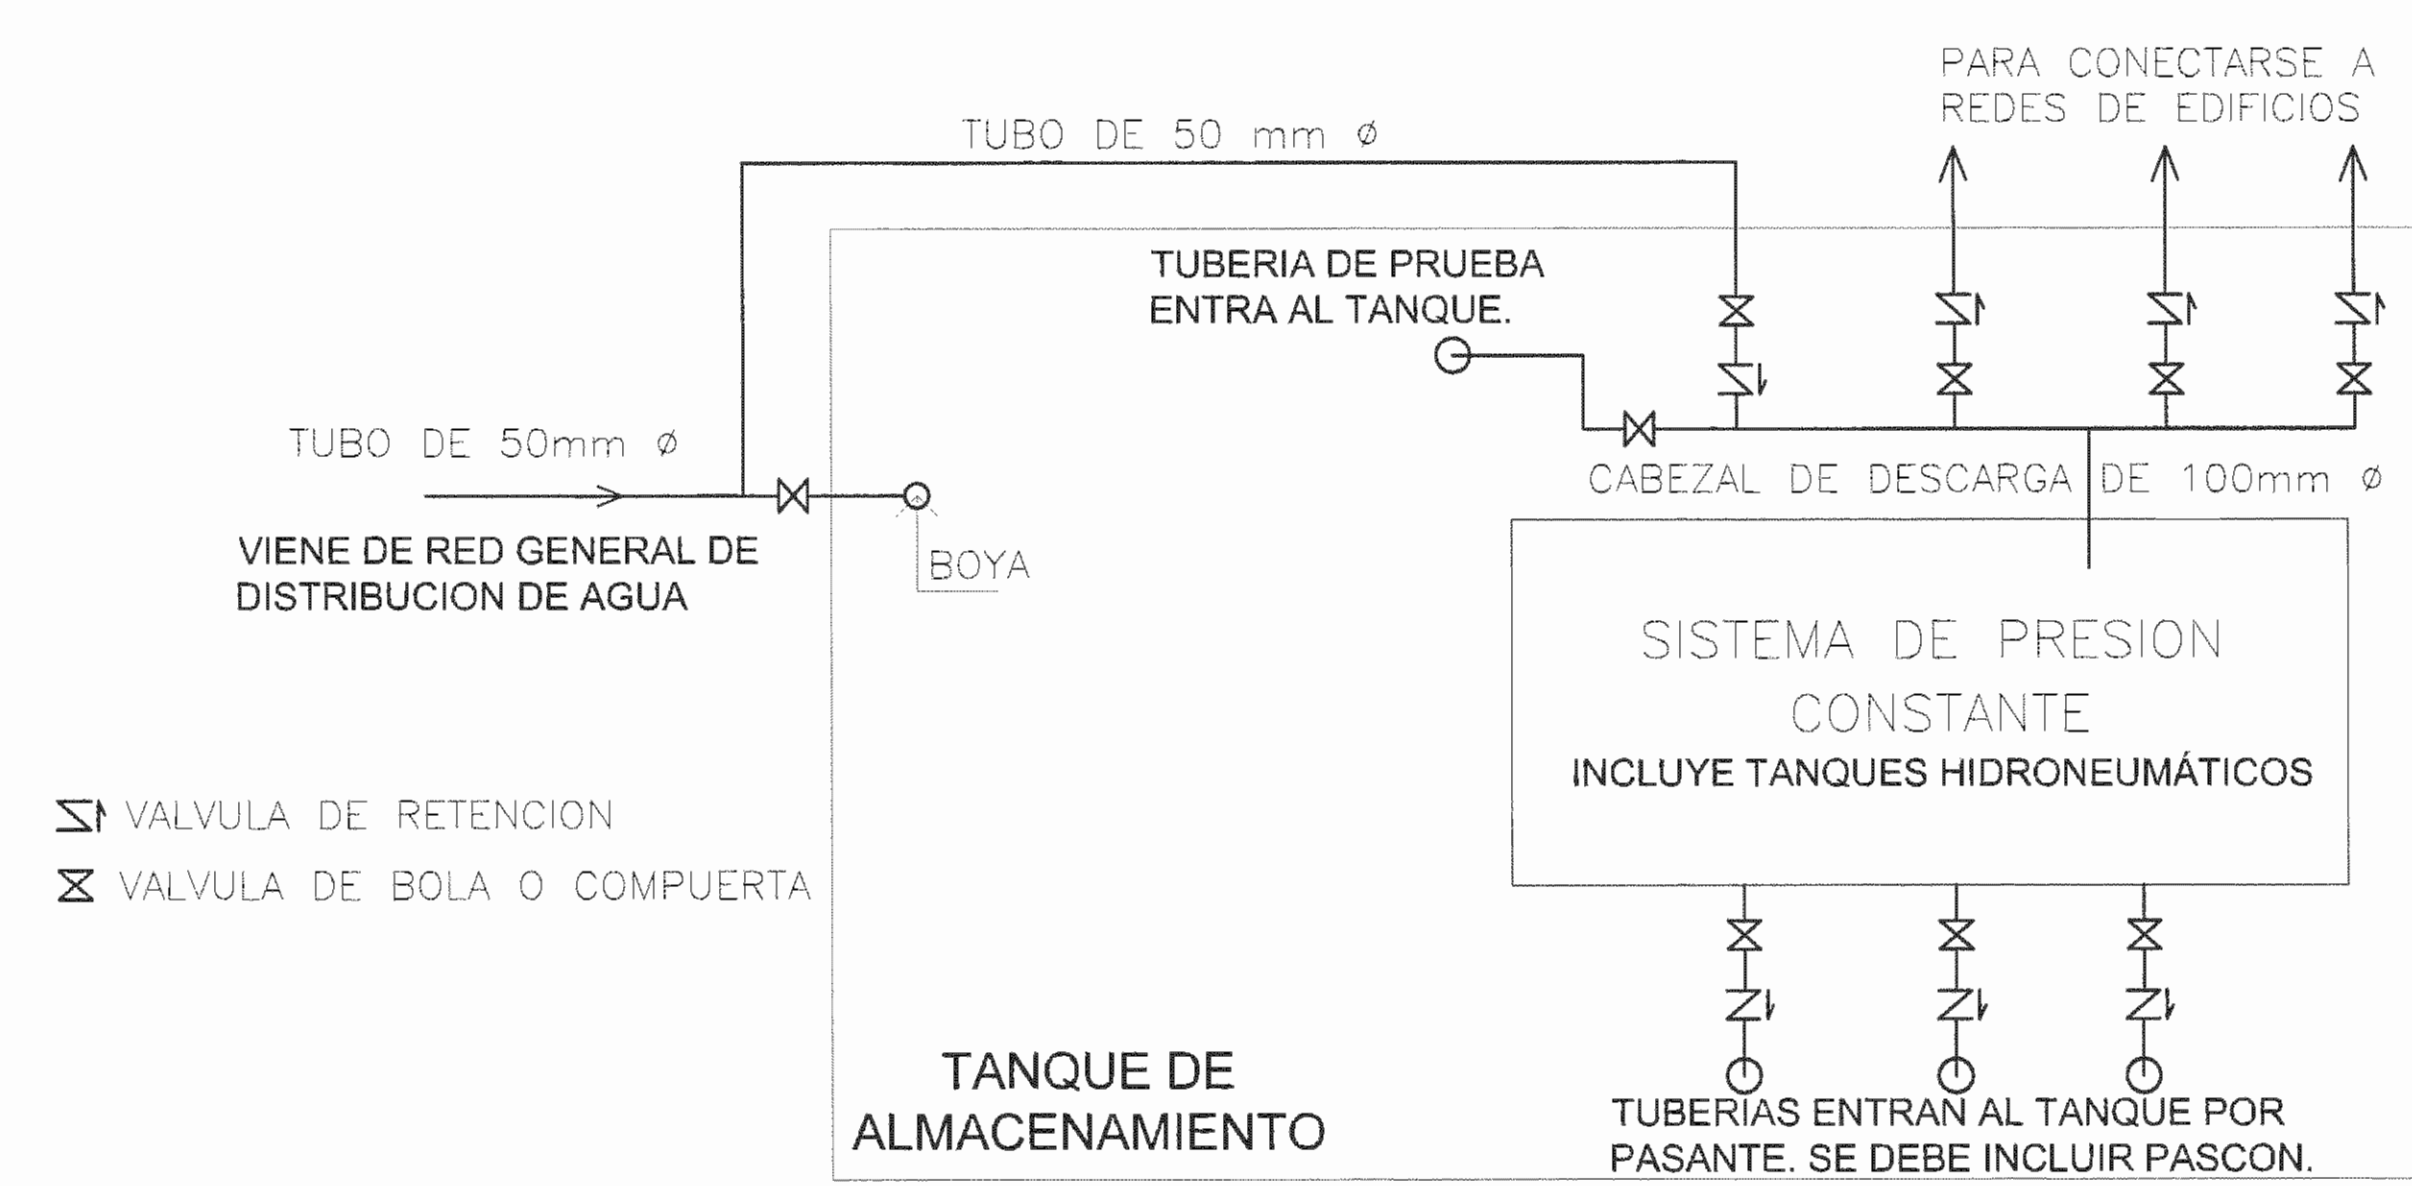 PARA CONECTARSE A
REDES DE EDIFICIOS
TUBO DE 50 mm ø
TUBERIA DE PRUEBA
ENTRA AL TANQUE.
TUBO DE 50mm ø
CABEZAL DE DESCARGA DE 100mm ø
VIENE DE RED GENERAL DE
DISTRIBUCION DE AGUA
BOYA
SISTEMA DE PRESION
CONSTANTE
INCLUYE TANQUES HIDRONEUMÁTICOS
VALVULA DE RETENCION
VALVULA DE BOLA O COMPUERTA
TANQUE DE
ALMACENAMIENTO
TUBERIAS ENTRAN AL TANQUE POR
PASANTE. SE DEBE INCLUIR PASCON.